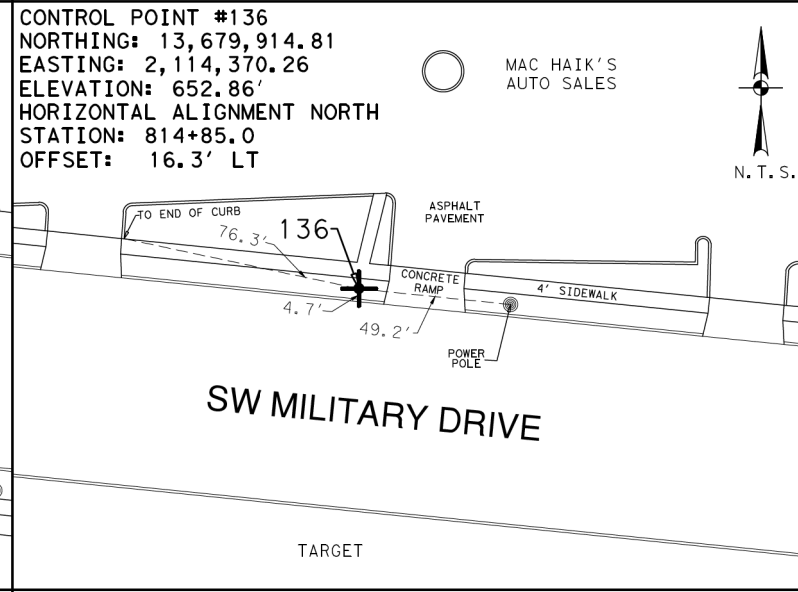 CONTROL POINT #136
NORTHING: 13,679,914.81
EASTING: 2,114,370.26
ELEVATION: 652.86'
HORIZONTAL ALIGNMENT NORTH
STATION: 814+85.0
OFFSET: 16.3' LT
MAC HAIK'S
AUTO SALES
N.T.S.
TO END OF CURB
ASPHALT
PAVEMENT
76.3'
136
CONCRETE
RAMP
4' SIDEWALK
4.7'
49.2'
POWER
POLE
SW MILITARY DRIVE
TARGET